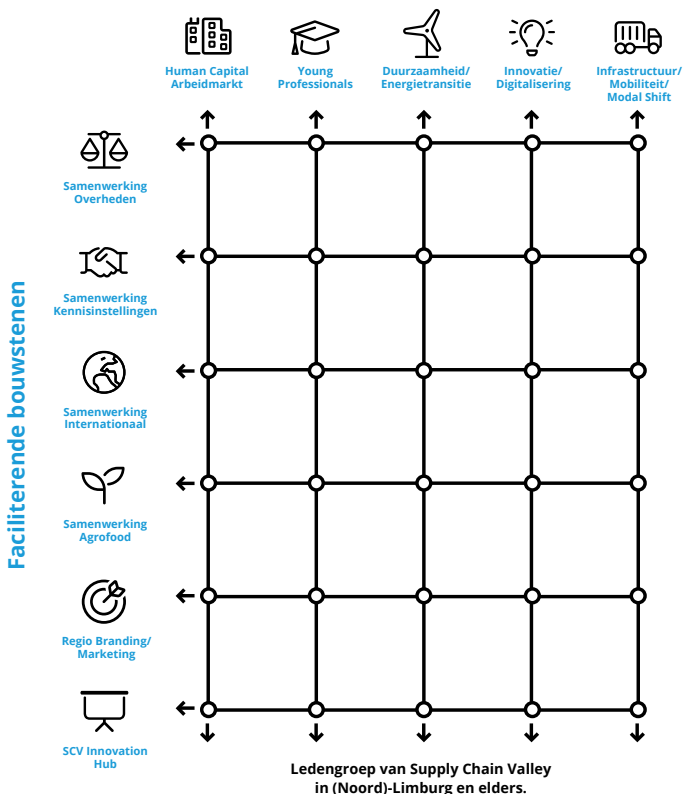 Human Capital
Arbeidmarkt
Young
Professionals
Duurzaamheid/
Energietransitie
Innovatie/
Digitalisering
Infrastructuur/
Mobiliteit/
Modal Shift
Faciliterende bouwstenen
Samenwerking
Overheden
Samenwerking
Kennisinstellingen
Samenwerking
Internationaal
Samenwerking
Agrofood
Regio Branding/
Marketing
SCV Innovation
Hub
Ledengroep van Supply Chain Valley
in (Noord)-Limburg en elders.